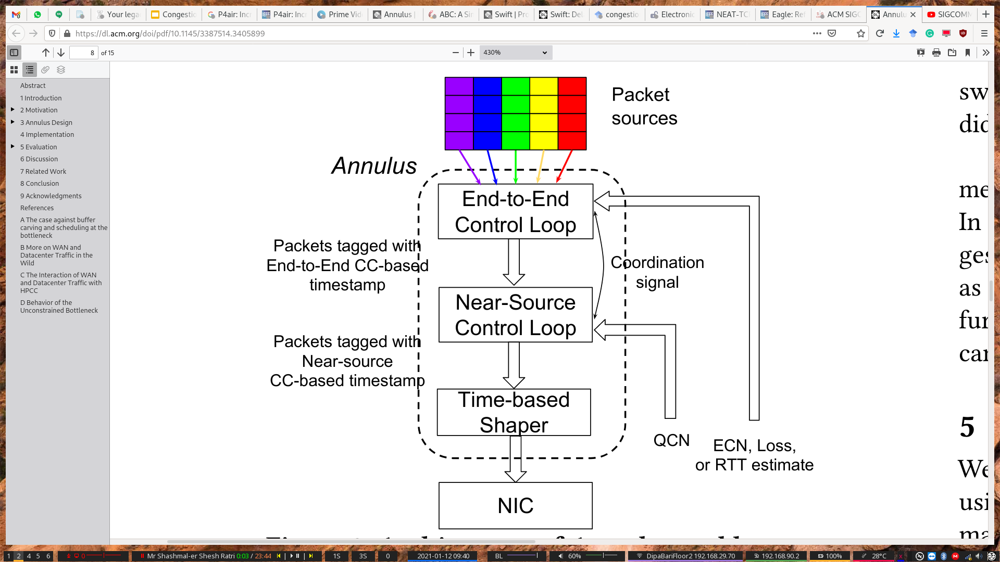 Your lega
Congestic
P4air: Incr
P4air: Incr
Prime Vide
Annulus |
ABC: A Sin
Swift | Pro
Swift: Del
congestio
Electronic
NEAT-TCP
Eagle: Ref
ACM SIGC
Annulu
SIGCOMM
https://dl.acm.org/doi/pdf/10.1145/3387514.3405899
8 of 15
430%
Abstract
1 Introduction
2 Motivation
3 Annulus Design
4 Implementation
5 Evaluation
6 Discussion
7 Related Work
8 Conclusion
9 Acknowledgments
References
A The case against buffer
carving and scheduling at the
bottleneck
B More on WAN and
Datacenter Traffic in the
Wild
C The Interaction of WAN
and Datacenter Traffic with
HPCC
D Behavior of the
Unconstrained Bottleneck
Packet
sources
Annulus
End-to-End
Control Loop
Packets tagged with
End-to-End CC-based
timestamp
Coordination
signal
Near-Source
Control Loop
Packets tagged with
Near-source
CC-based timestamp
Time-based
Shaper
QCN
ECN, Loss,
or RTT estimate
NIC
sw
did
me
In
ges
as
fur
car
5
We
usi
ma
1 2 4 5 6
0
Mr Shashmal-er Shesh Ratri 0:03 / 23:44
1S
3S
0
2021-01-12 09:40
BL
60%
DipaBariFloor2 192.168.29.70
192.168.90.2
100%
28°C
x